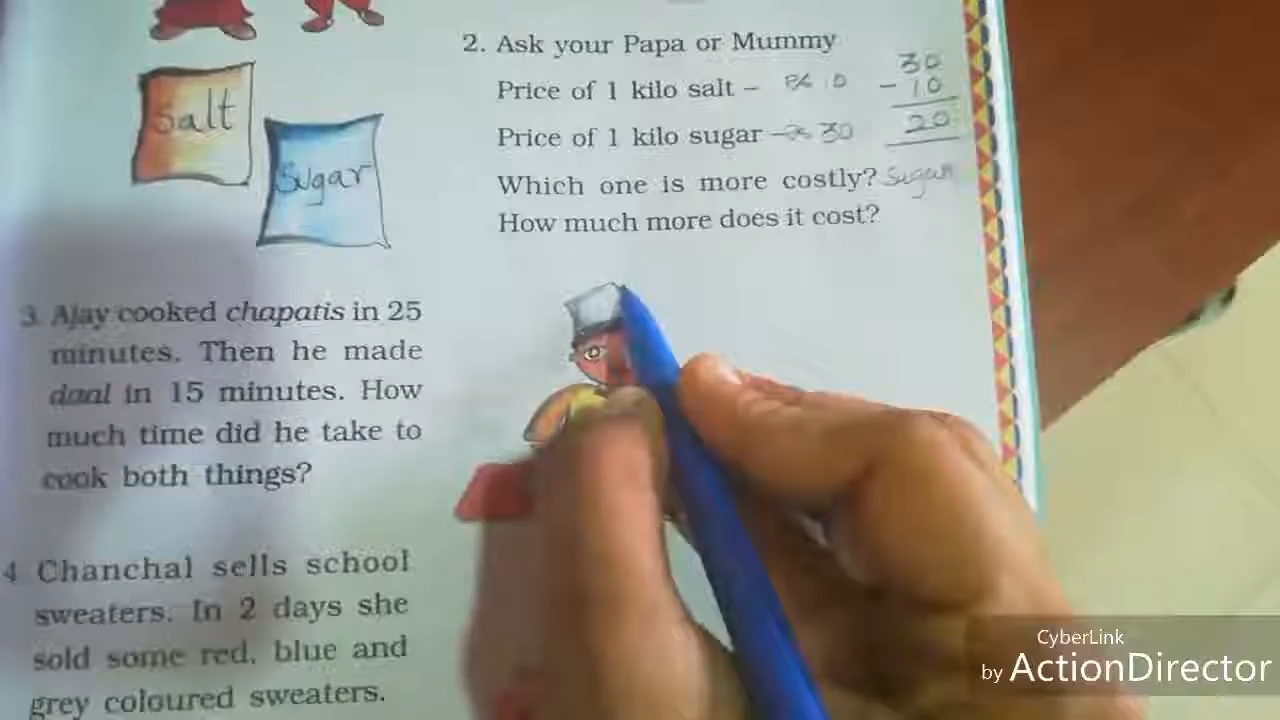 Salt
Sugar
2. Ask your Papa or Mummy
Price of 1 kilo salt – 10
Price of 1 kilo sugar – 30
Which one is more costly? Sugar
How much more does it cost?
30
- 10
20
3. Ajay cooked chapatis in 25
minutes. Then he made
daal in 15 minutes. How
much time did he take to
cook both things?
4 Chanchal sells school
sweaters. In 2 days she
sold some red, blue and
grey coloured sweaters.
CyberLink
by ActionDirector